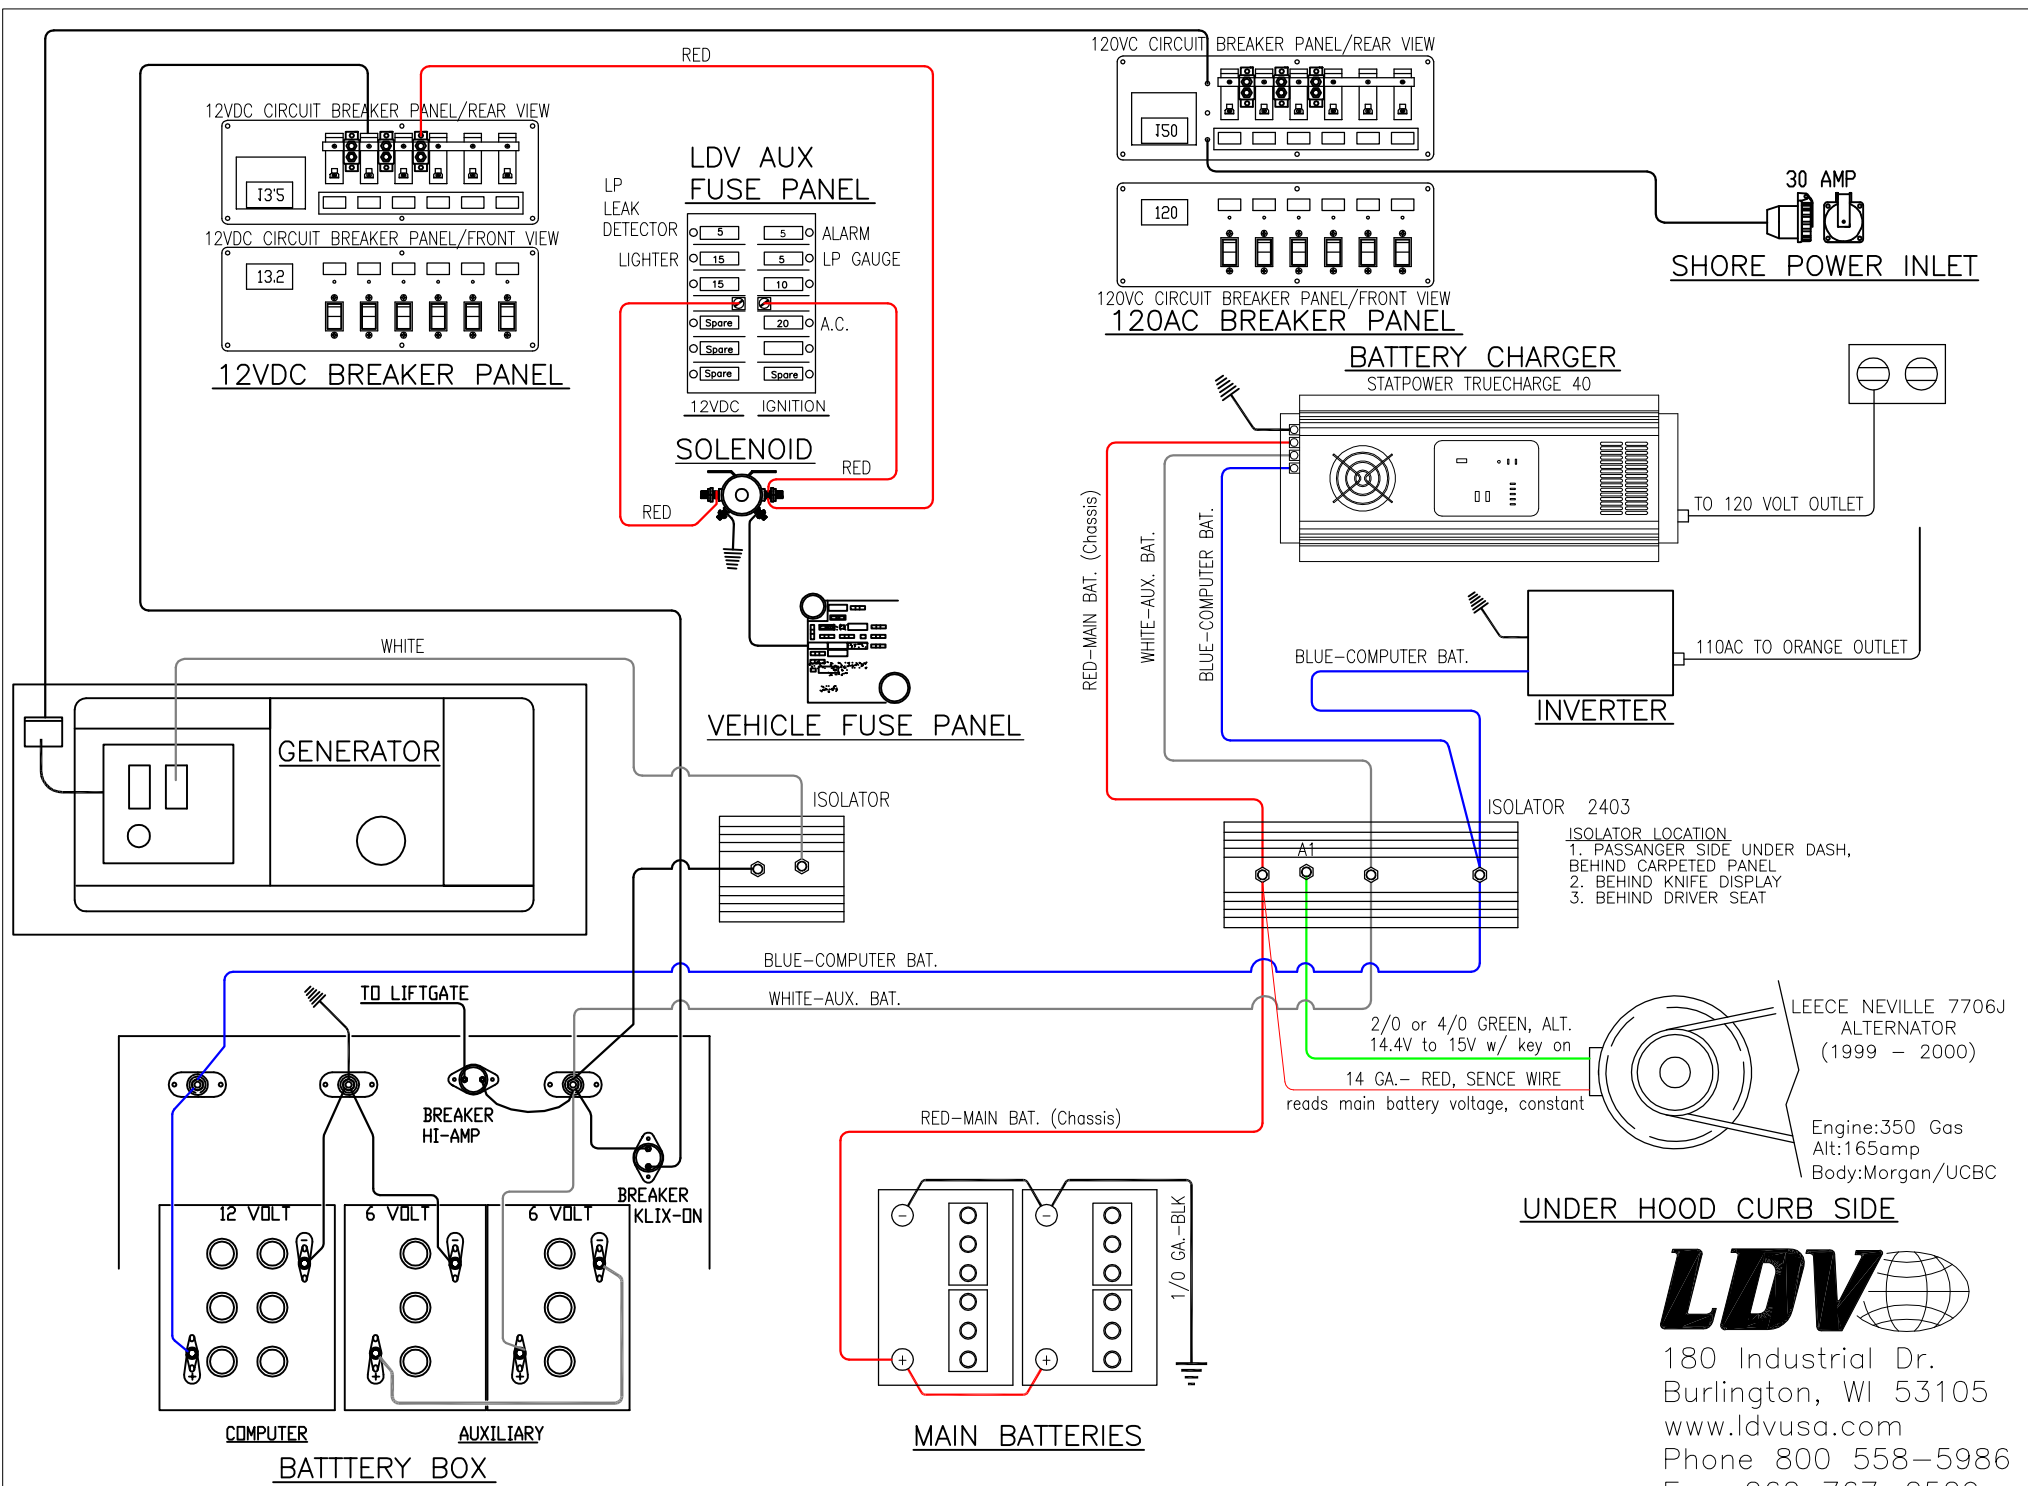 RED
12VDC CIRCUIT BREAKER PANEL/REAR VIEW
13.5
12VDC CIRCUIT BREAKER PANEL/FRONT VIEW
13.2
12VDC BREAKER PANEL
LDV AUX
FUSE PANEL
LP
LEAK
DETECTOR
5
5
ALARM
LIGHTER
15
5
LP GAUGE
15
10
Spare
20
A.C.
Spare
Spare
Spare
12VDC
IGNITION
SOLENOID
RED
RED
VEHICLE FUSE PANEL
120VC CIRCUIT BREAKER PANEL/REAR VIEW
120
120
120VC CIRCUIT BREAKER PANEL/FRONT VIEW
120AC BREAKER PANEL
30 AMP
SHORE POWER INLET
BATTERY CHARGER
STATPOWER TRUECHARGE 40
TO 120 VOLT OUTLET
RED-MAIN BAT. (Chassis)
WHITE-AUX. BAT.
BLUE-COMPUTER BAT.
BLUE-COMPUTER BAT.
110AC TO ORANGE OUTLET
INVERTER
WHITE
GENERATOR
ISOLATOR
ISOLATOR 2403
A1
ISOLATOR LOCATION
1. PASSANGER SIDE UNDER DASH,
BEHIND CARPETED PANEL
2. BEHIND KNIFE DISPLAY
3. BEHIND DRIVER SEAT
BLUE-COMPUTER BAT.
WHITE-AUX. BAT.
TO LIFTGATE
BREAKER
HI-AMP
BREAKER
KLIX-ON
12 VOLT
6 VOLT
6 VOLT
-
-
-
+
+
+
COMPUTER
AUXILIARY
BATTTERY BOX
2/0 or 4/0 GREEN, ALT.
14.4V to 15V w/ key on
14 GA.- RED, SENCE WIRE
reads main battery voltage, constant
RED-MAIN BAT. (Chassis)
-
-
+
+
1/0 GA.-BLK
MAIN BATTERIES
LEECE NEVILLE 7706J
ALTERNATOR
(1999 - 2000)
Engine:350 Gas
Alt:165amp
Body:Morgan/UCBC
UNDER HOOD CURB SIDE
LDV
180 Industrial Dr.
Burlington, WI 53105
www.ldvusa.com
Phone 800 558-5986